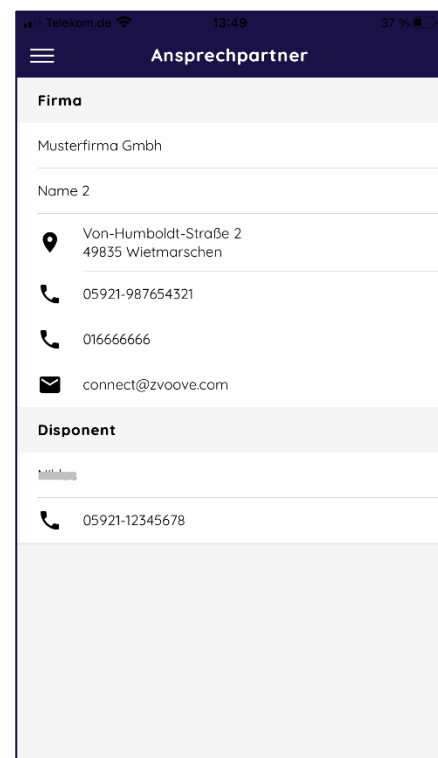 Telekom.de 13:49 37 %
Ansprechpartner
Firma
Musterfirma Gmbh
Name 2
Von-Humboldt-Straße 2
49835 Wietmarschen
05921-987654321
016666666
connect@zvoove.com
Disponent
05921-12345678